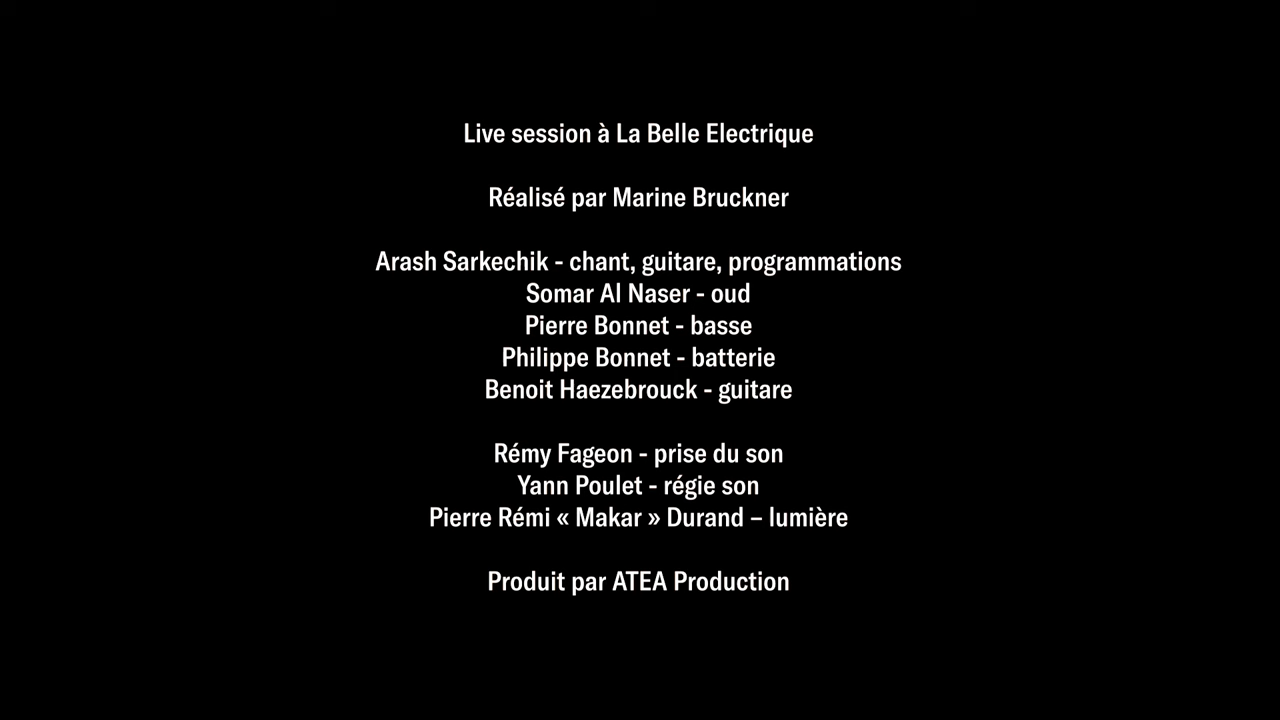 Live session à La Belle Electrique
Réalisé par Marine Bruckner
Arash Sarkechik - chant, guitare, programmations
Somar Al Naser - oud
Pierre Bonnet - basse
Philippe Bonnet - batterie
Benoit Haezebrouck - guitare
Rémy Fageon - prise du son
Yann Poulet - régie son
Pierre Rémi « Makar » Durand – lumière
Produit par ATEA Production